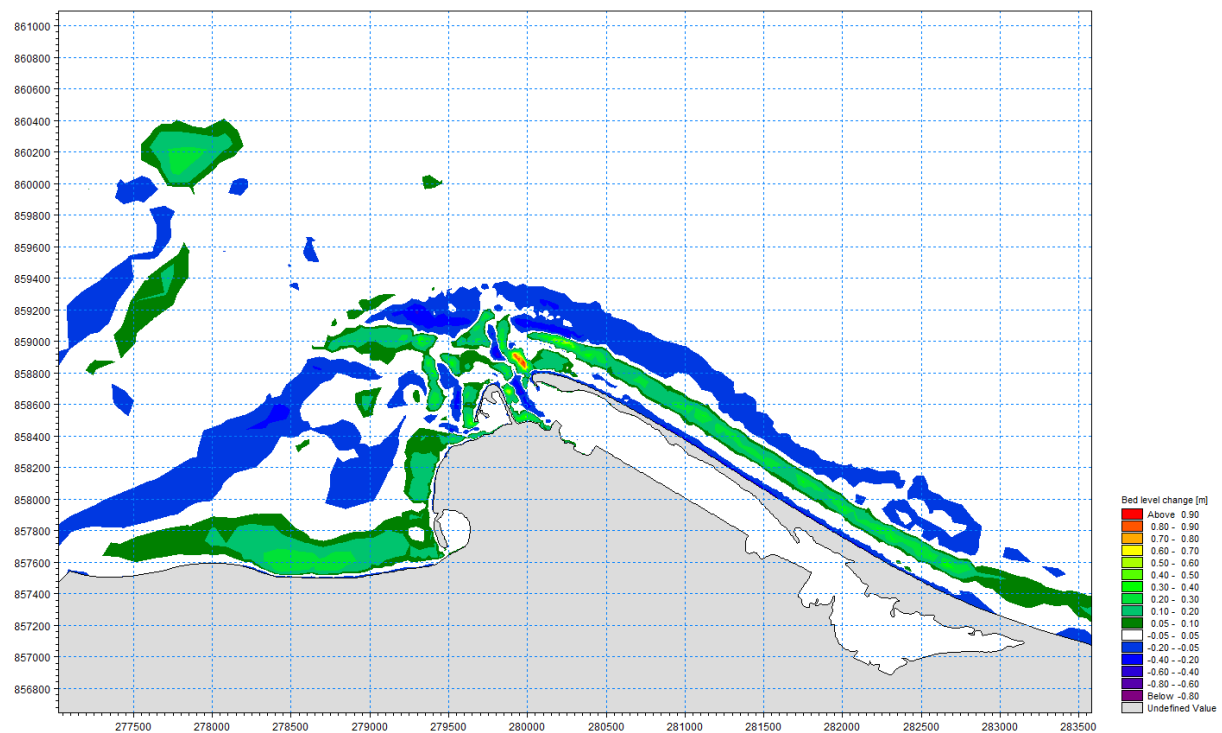 861000
860800
860600
860400
860200
860000
859800
859600
859400
859200
859000
858800
858600
858400
858200
858000
857800
857600
857400
857200
857000
856800
277500 278000 278500 279000 279500 280000 280500 281000 281500 282000 282500 283000 283500
Bed level change [m]
Above 0.90
0.80 - 0.90
0.70 - 0.80
0.60 - 0.70
0.50 - 0.60
0.40 - 0.50
0.30 - 0.40
0.20 - 0.30
0.10 - 0.20
0.05 - 0.10
-0.05 - 0.05
-0.20 - -0.05
-0.40 - -0.20
-0.60 - -0.40
-0.80 - -0.60
Below -0.80
Undefined Value